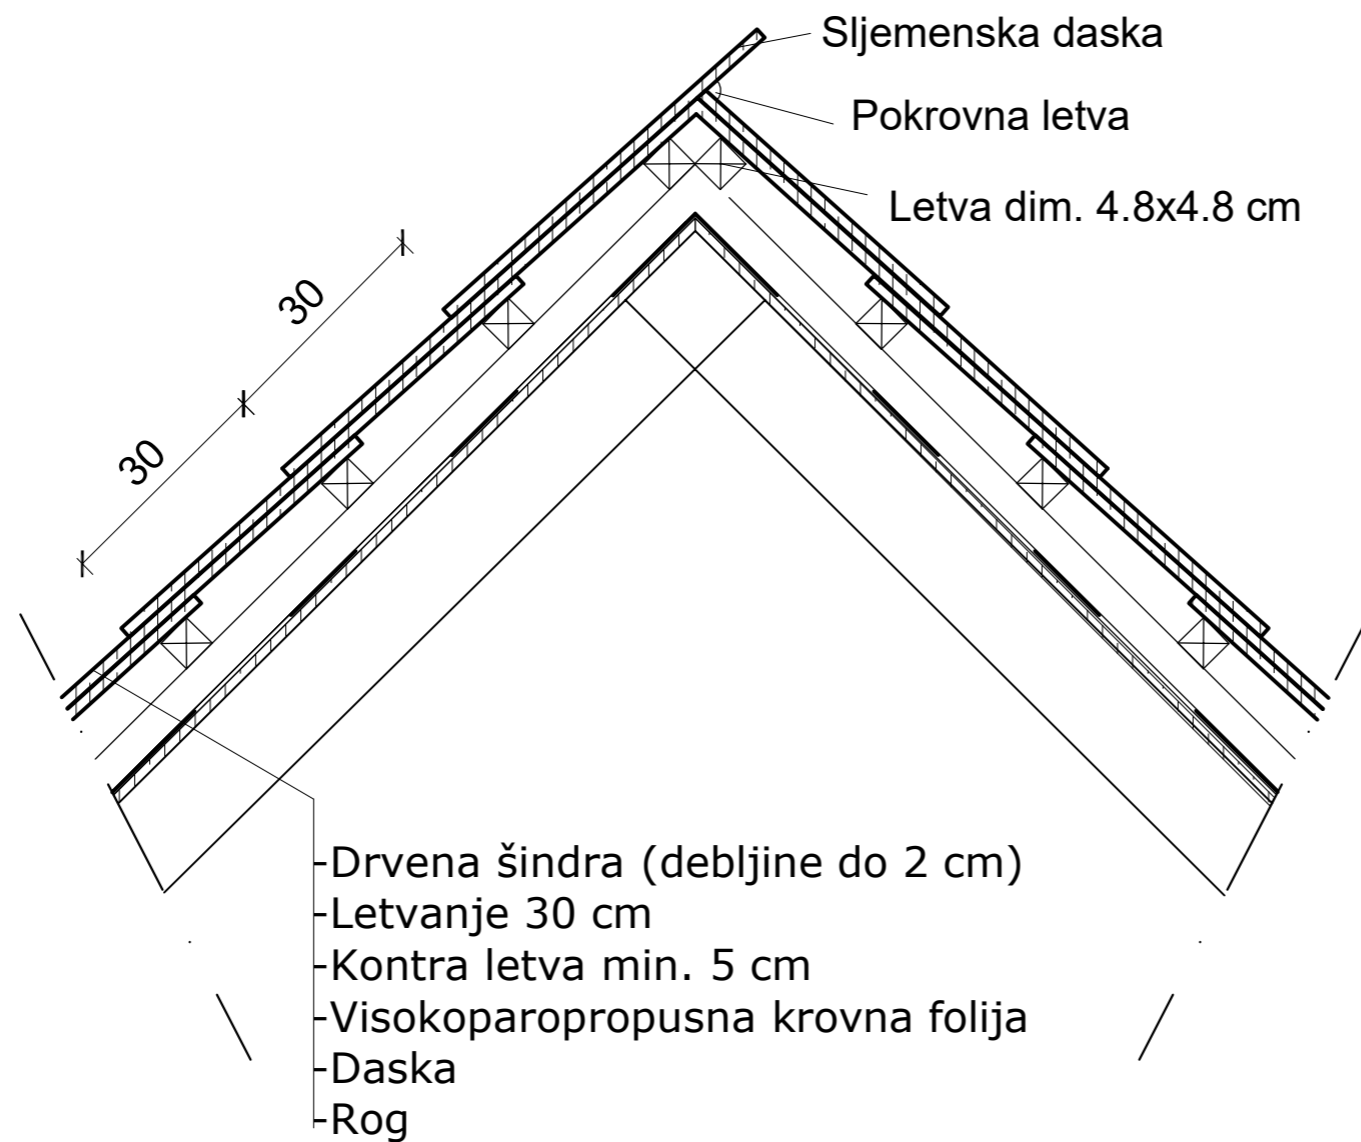 Sljemenska daska
Pokrovna letva
Letva dim. 4.8x4.8 cm
30
30
-Drvena šindra (debljine do 2 cm)
-Letvanje 30 cm
-Kontra letva min. 5 cm
-Visokoparopropusna krovna folija
-Daska
-Rog